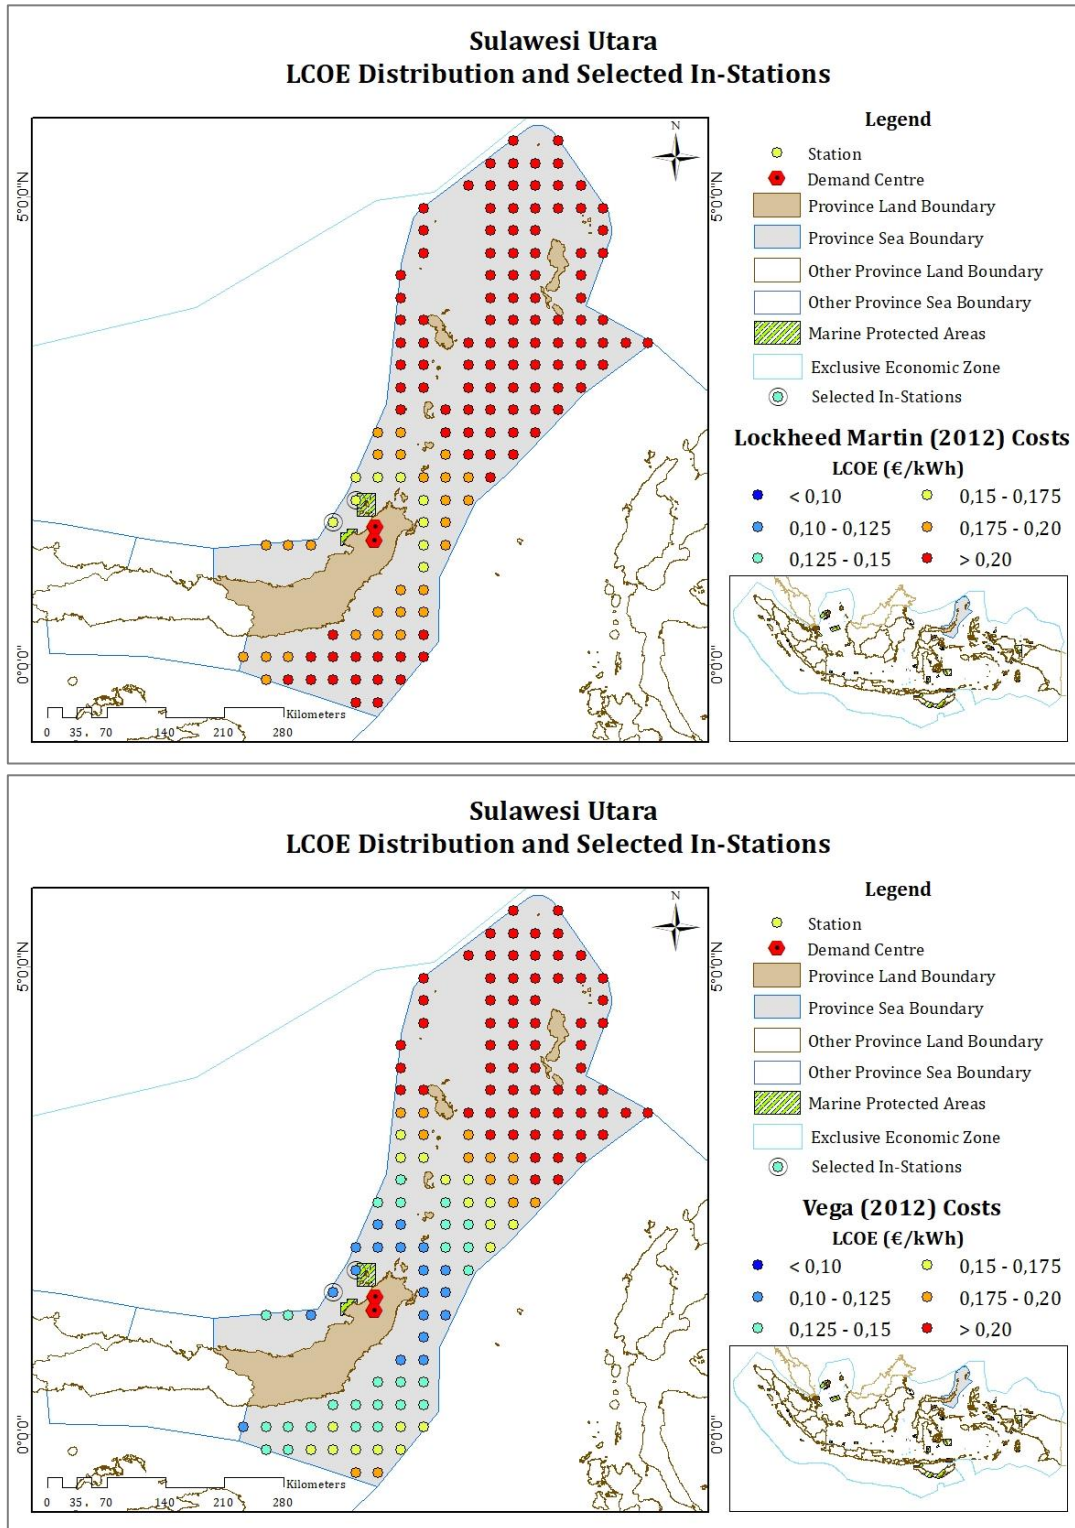 Sulawesi Utara
LCOE Distribution and Selected In-Stations
N
5°0'0"N
5°0'0"N
0°0'0"
0°0'0"
Kilometers
0 35 70 140 210 280
Legend
Station
Demand Centre
Province Land Boundary
Province Sea Boundary
Other Province Land Boundary
Other Province Sea Boundary
Marine Protected Areas
Exclusive Economic Zone
Selected In-Stations
Lockheed Martin (2012) Costs
LCOE (€/kWh)
< 0,10 0,15 - 0,175
0,10 - 0,125 0,175 - 0,20
0,125 - 0,15 > 0,20
Sulawesi Utara
LCOE Distribution and Selected In-Stations
N
5°0'0"N
5°0'0"N
0°0'0"
0°0'0"
Kilometers
0 35 70 140 210 280
Legend
Station
Demand Centre
Province Land Boundary
Province Sea Boundary
Other Province Land Boundary
Other Province Sea Boundary
Marine Protected Areas
Exclusive Economic Zone
Selected In-Stations
Vega (2012) Costs
LCOE (€/kWh)
< 0,10 0,15 - 0,175
0,10 - 0,125 0,175 - 0,20
0,125 - 0,15 > 0,20